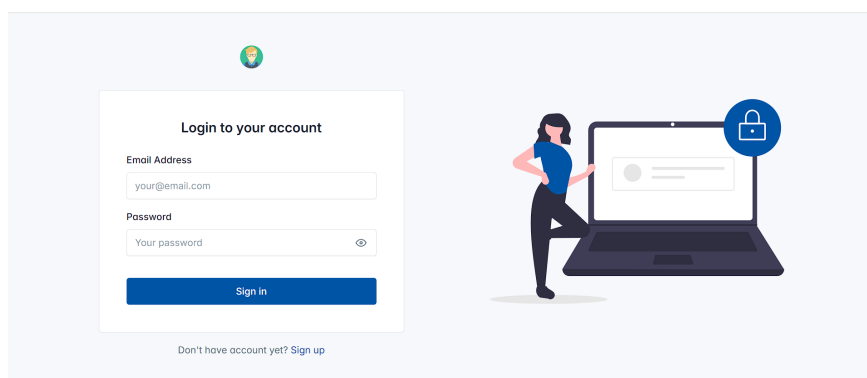 Login to your account
Email Address
your@email.com
Password
Your password
Sign in
Don't have account yet? Sign up